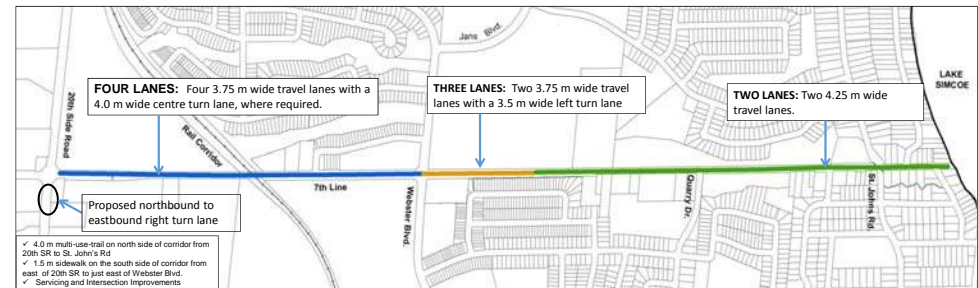 Jans Blvd.
LAKE
SIMCOE
FOUR LANES: Four 3.75 m wide travel lanes with a
4.0 m wide centre turn lane, where required.
THREE LANES: Two 3.75 m wide travel
lanes with a 3.5 m wide left turn lane
TWO LANES: Two 4.25 m wide
travel lanes.
20th Side Road
Rail Corridor
7th Line
Webster Blvd.
Quarry Dr.
St. Johns Rd.
Proposed northbound to
eastbound right turn lane
✓ 4.0 m multi-use-trail on north side of corridor from
20th SR to St. John's Rd
✓ 1.5 m sidewalk on the south side of corridor from
east of 20th SR to just east of Webster Blvd.
✓ Servicing and Intersection Improvements